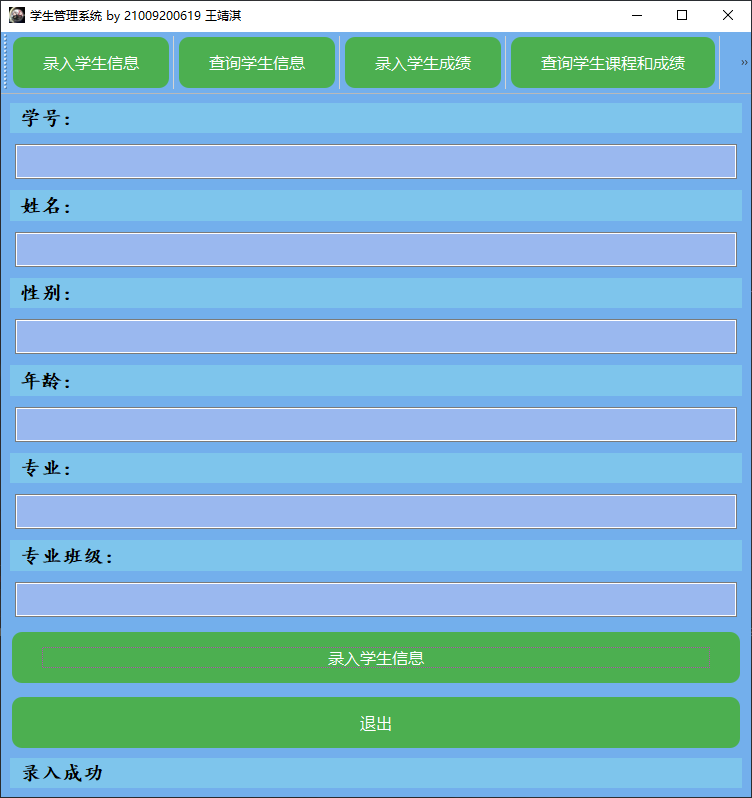 学生管理系统 by 21009200619 王靖淇
录入学生信息 查询学生信息 录入学生成绩 查询学生课程和成绩 »
学号：
姓名：
性别：
年龄：
专业：
专业班级：
录入学生信息
退出
录入成功